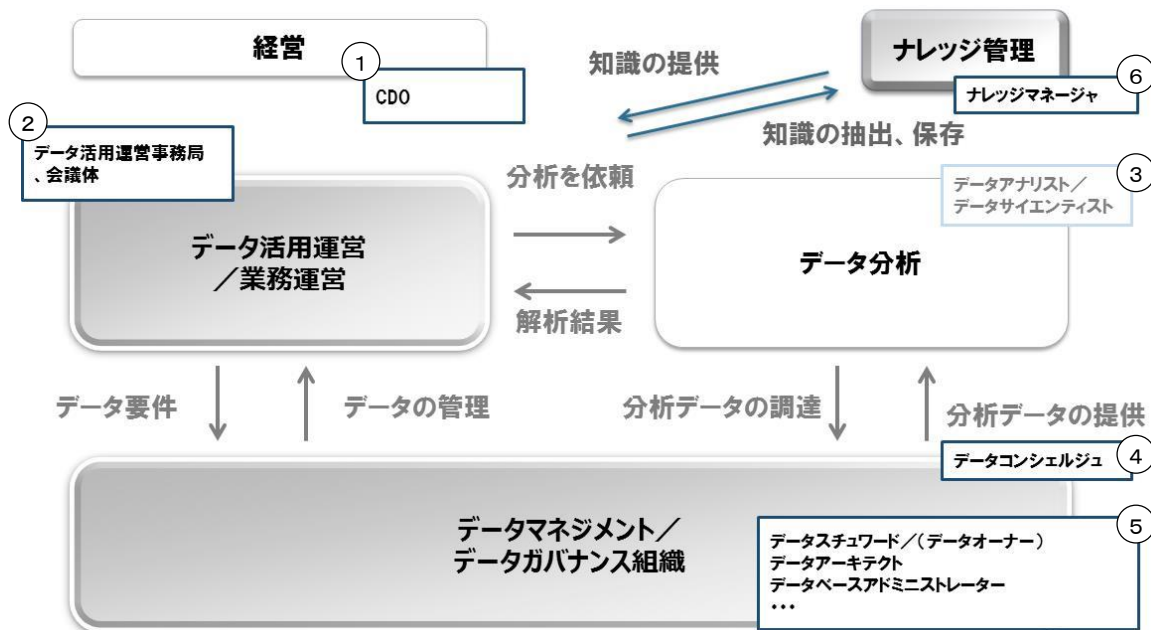 経営
①
CDO
知識の提供
ナレッジ管理
⑥
ナレッジマネージャ
知識の抽出、保存
②
データ活用運営事務局
、会議体
分析を依頼
③
データアナリスト／
データサイエンティスト
データ活用運営
／業務運営
データ分析
解析結果
データ要件
データの管理
分析データの調達
分析データの提供
④
データコンシェルジュ
データマネジメント／
データガバナンス組織
⑤
データスチュワード／（データオーナー）
データアーキテクト
データベースアドミニストレーター
・・・